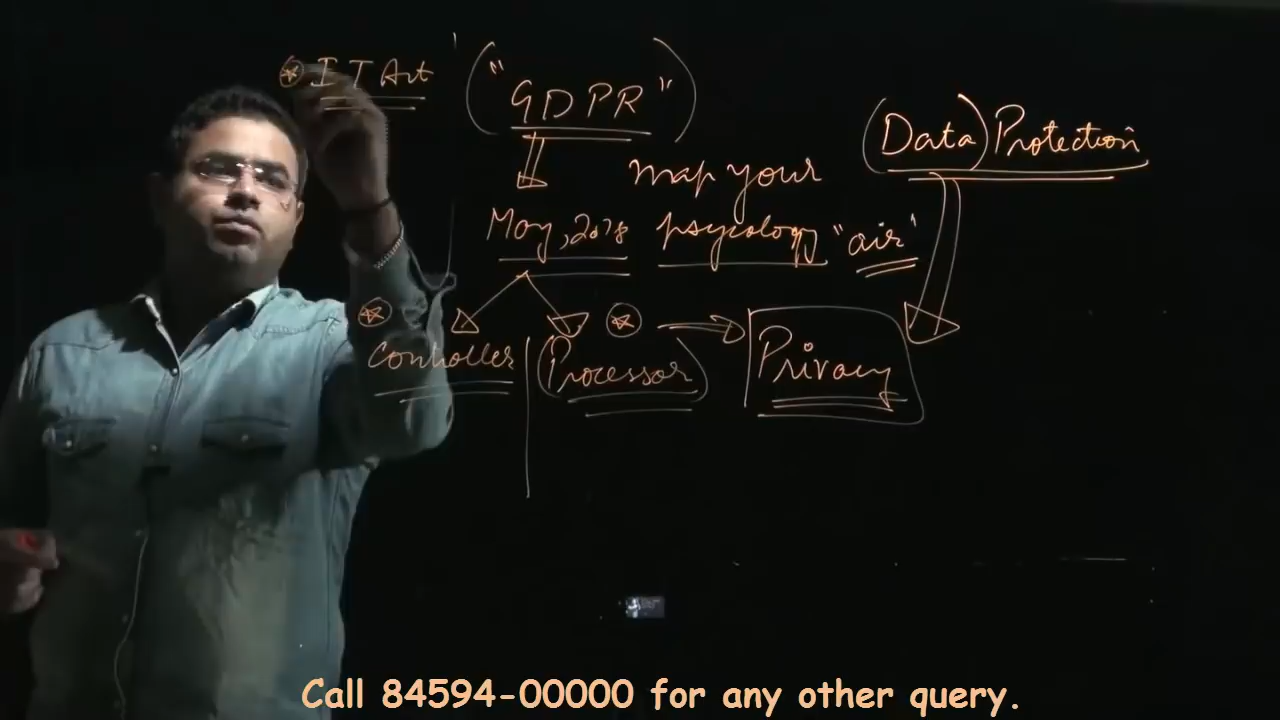 IT Act
("GDPR")
(Data) Protection
map your
May, 2018
psycology "air"
Controller
(Processor)
Privacy
Call 84594-00000 for any other query.